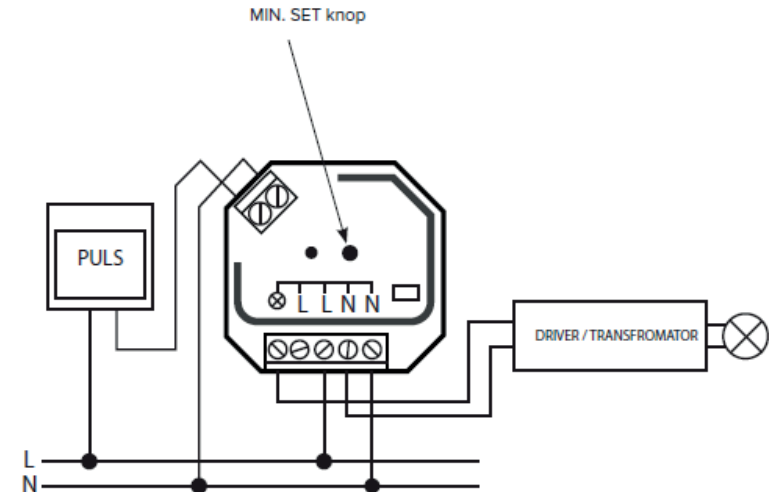 MIN. SET knop
PULS
L L N N
DRIVER / TRANSFROMATOR
L
N